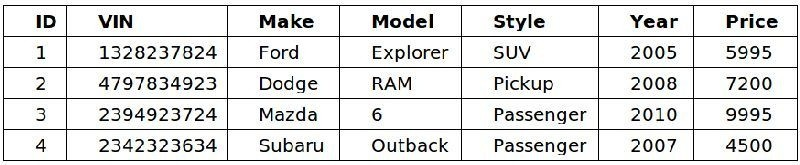 ID VIN Make Model Style Year Price
1 1328237824 Ford Explorer SUV 2005 5995
2 4797834923 Dodge RAM Pickup 2008 7200
3 2394923724 Mazda 6 Passenger 2010 9995
4 2342323634 Subaru Outback Passenger 2007 4500